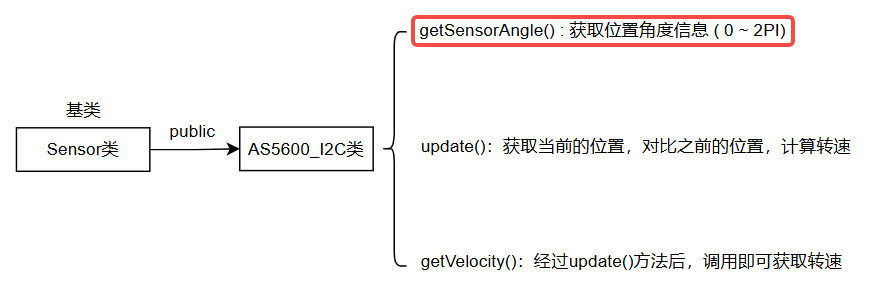 getSensorAngle() : 获取位置角度信息 ( 0 ~ 2PI)
基类
public
Sensor类
AS5600_I2C类
update()：获取当前的位置，对比之前的位置，计算转速
getVelocity()：经过update()方法后，调用即可获取转速